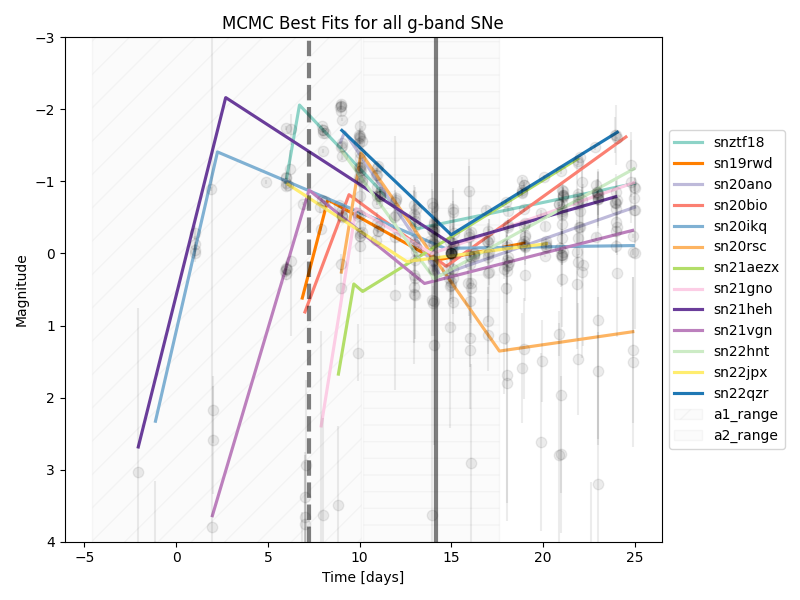 MCMC Best Fits for all g-band SNe
−3
−2
−1
0
1
2
3
4
Magnitude
−5
0
5
10
15
20
25
Time [days]
snztf18
sn19rwd
sn20ano
sn20bio
sn20ikq
sn20rsc
sn21aezx
sn21gno
sn21heh
sn21vgn
sn22hnt
sn22jpx
sn22qzr
a1_range
a2_range